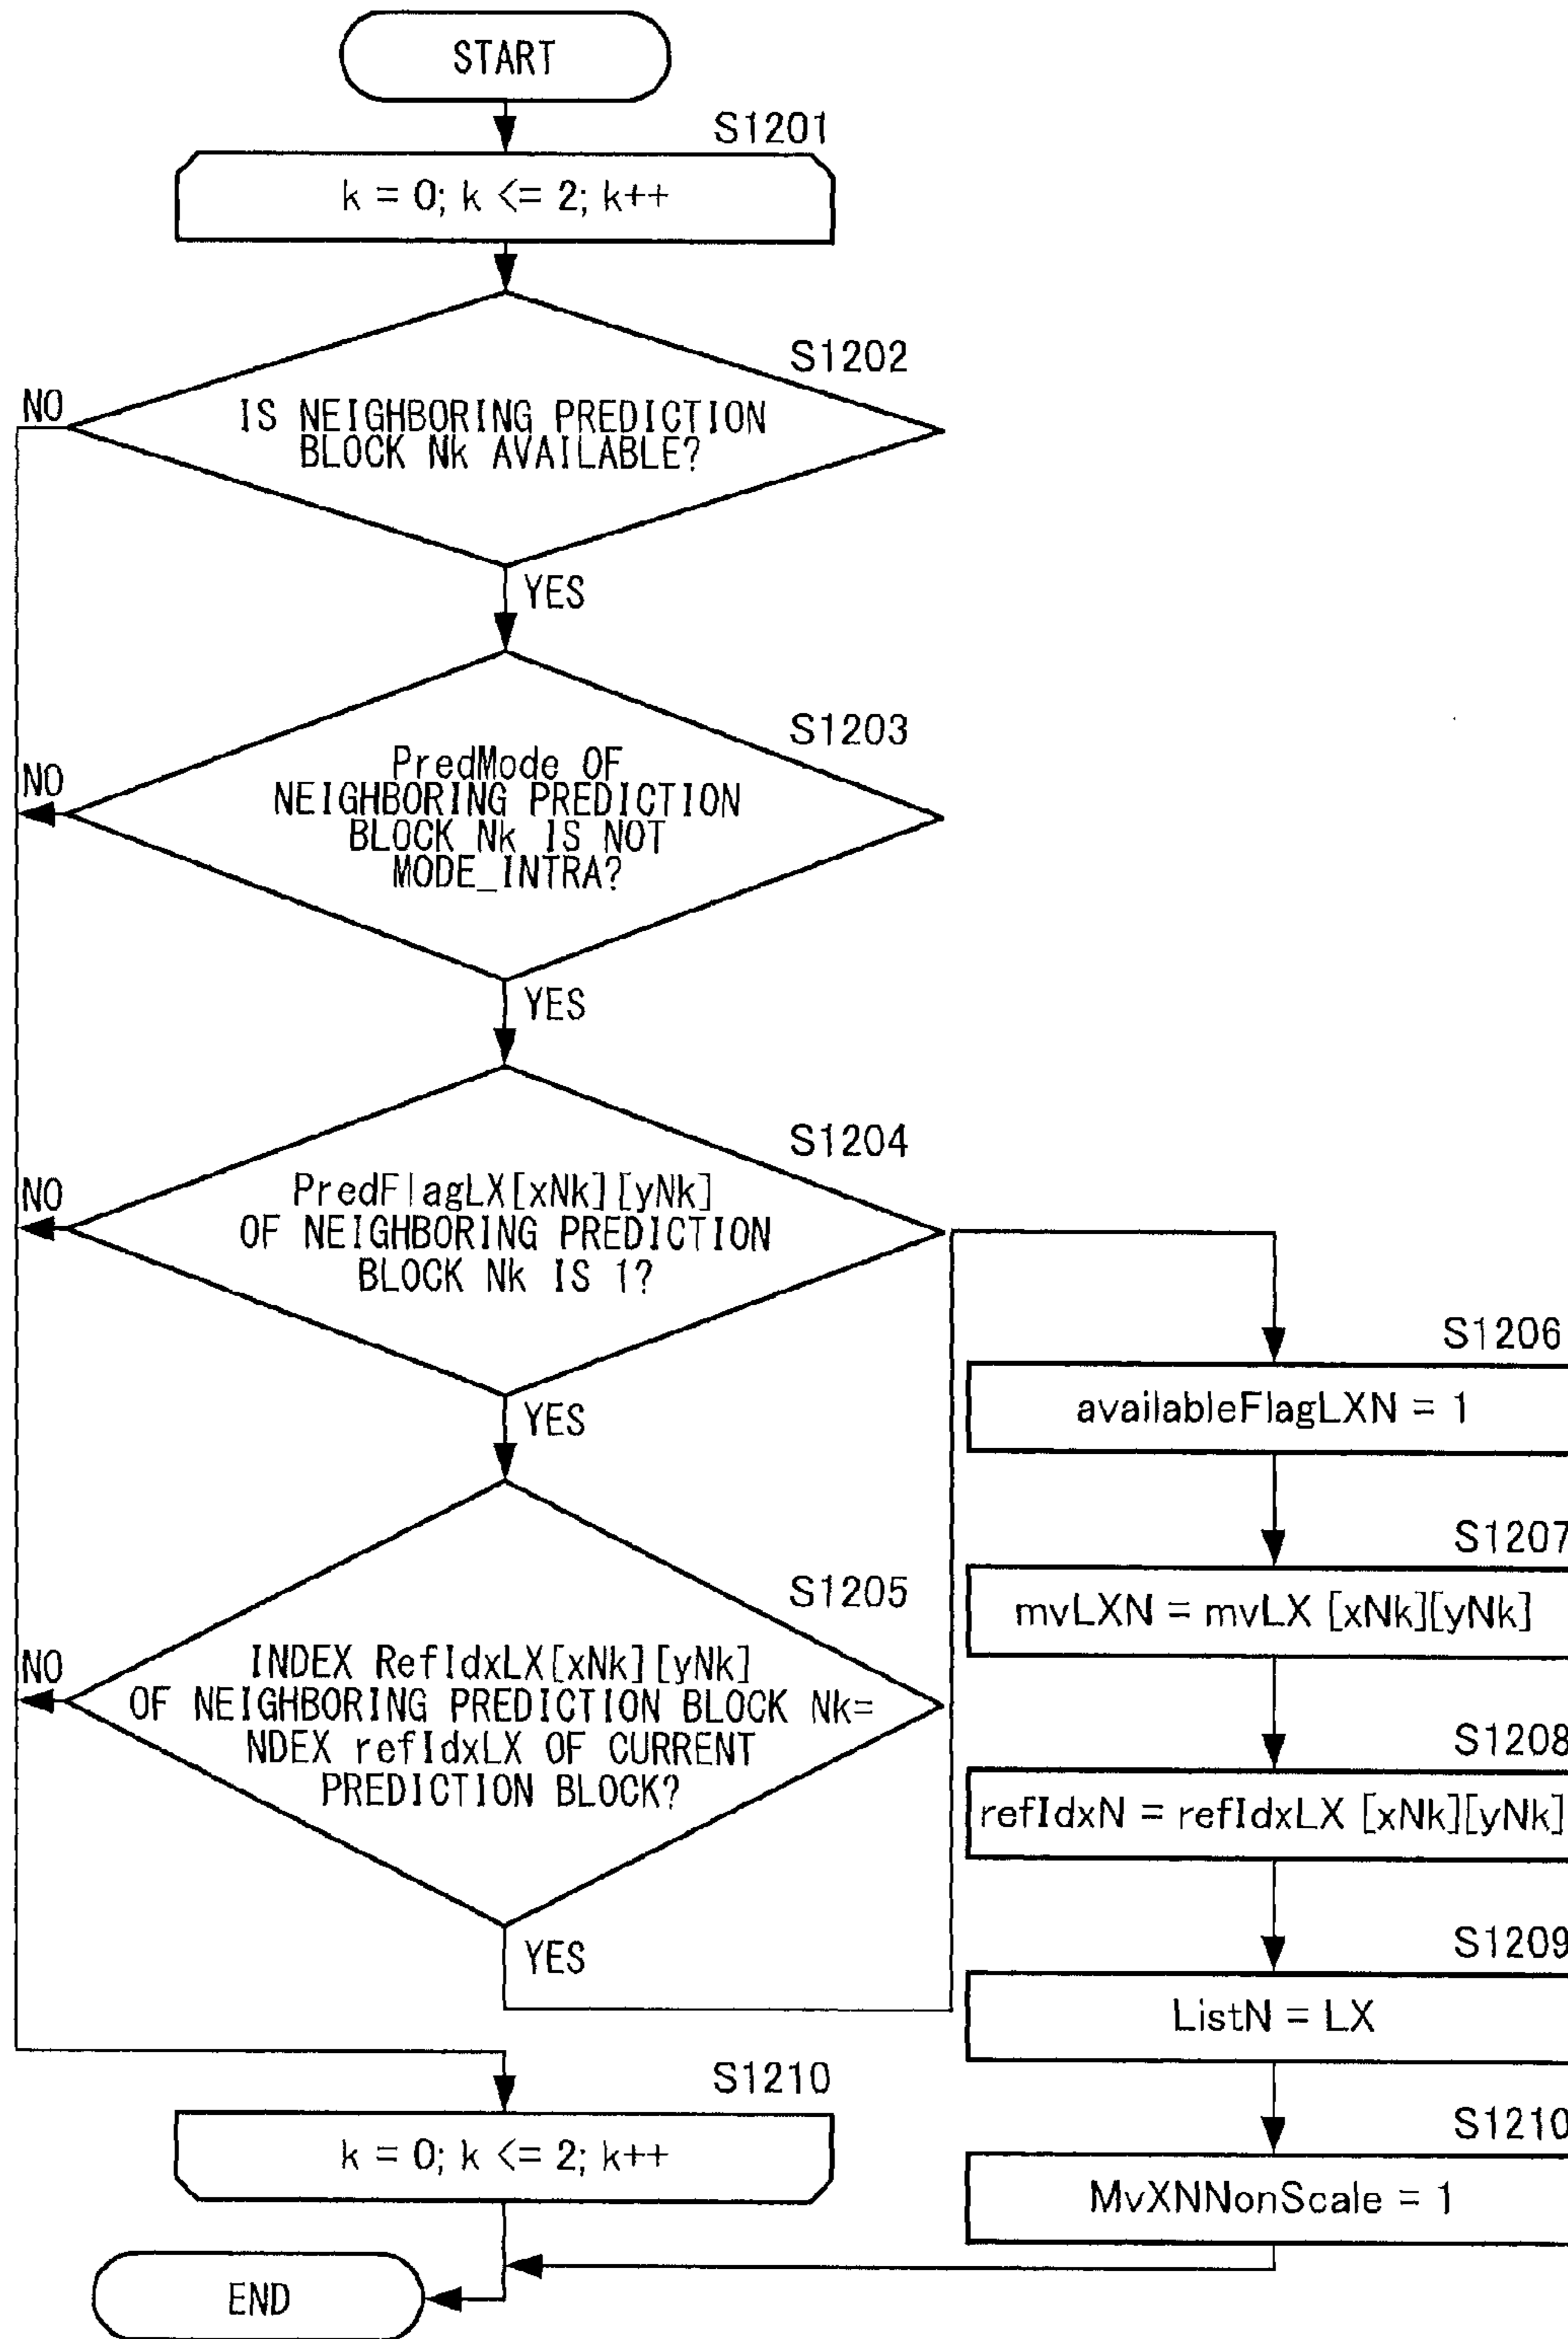 START
S1201
k = 0; k <= 2; k++
S1202
NO
IS NEIGHBORING PREDICTION
BLOCK Nk AVAILABLE?
YES
S1203
NO
PredMode OF
NEIGHBORING PREDICTION
BLOCK Nk IS NOT
MODE_INTRA?
YES
S1204
NO
PredFlagLX[xNk][yNk]
OF NEIGHBORING PREDICTION
BLOCK Nk IS 1?
YES
S1205
NO
INDEX RefIdxLX[xNk][yNk]
OF NEIGHBORING PREDICTION BLOCK Nk=
NDEX refIdxLX OF CURRENT
PREDICTION BLOCK?
YES
S1206
availableFlagLXN = 1
S1207
mvLXN = mvLX [xNk][yNk]
S1208
refIdxN = refIdxLX [xNk][yNk]
S1209
ListN = LX
S1210
MvXNNonScale = 1
S1210
k = 0; k <= 2; k++
END